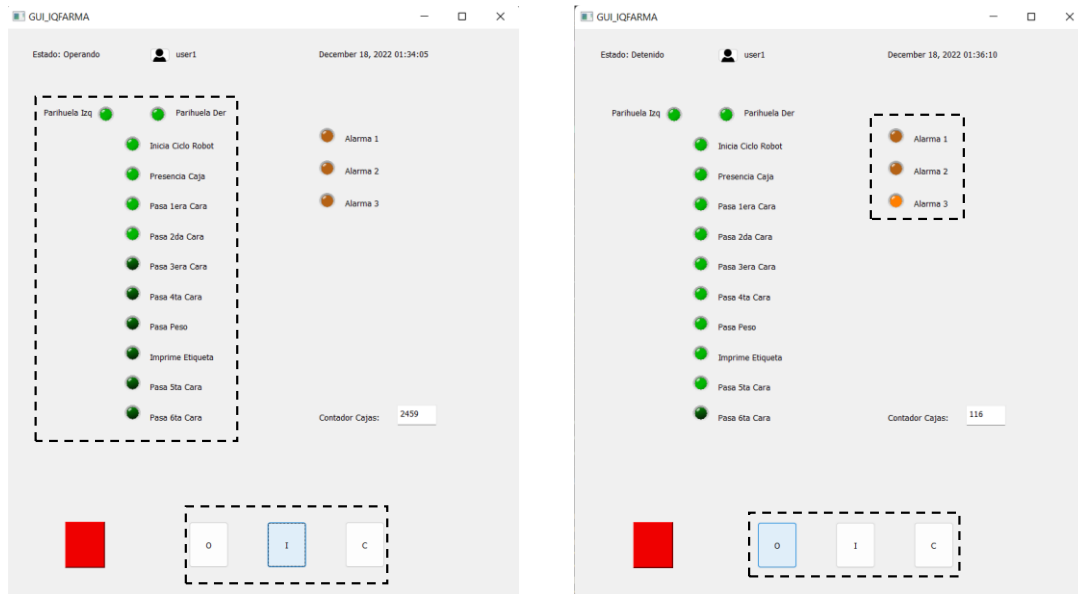 GUI_IQFARMA
Estado: Operando user1 December 18, 2022 01:34:05
Parihuela Izq Parihuela Der
Inicia Ciclo Robot
Alarma 1
Presencia Caja
Alarma 2
Pasa 1era Cara
Alarma 3
Pasa 2da Cara
Pasa 3era Cara
Pasa 4ta Cara
Pasa Peso
Imprime Etiqueta
Pasa 5ta Cara
Pasa 6ta Cara
Contador Cajas: 2459
O I C
GUI_IQFARMA
Estado: Detenido user1 December 18, 2022 01:36:10
Parihuela Izq Parihuela Der
Inicia Ciclo Robot
Alarma 1
Presencia Caja
Alarma 2
Pasa 1era Cara
Alarma 3
Pasa 2da Cara
Pasa 3era Cara
Pasa 4ta Cara
Pasa Peso
Imprime Etiqueta
Pasa 5ta Cara
Pasa 6ta Cara
Contador Cajas: 116
O I C